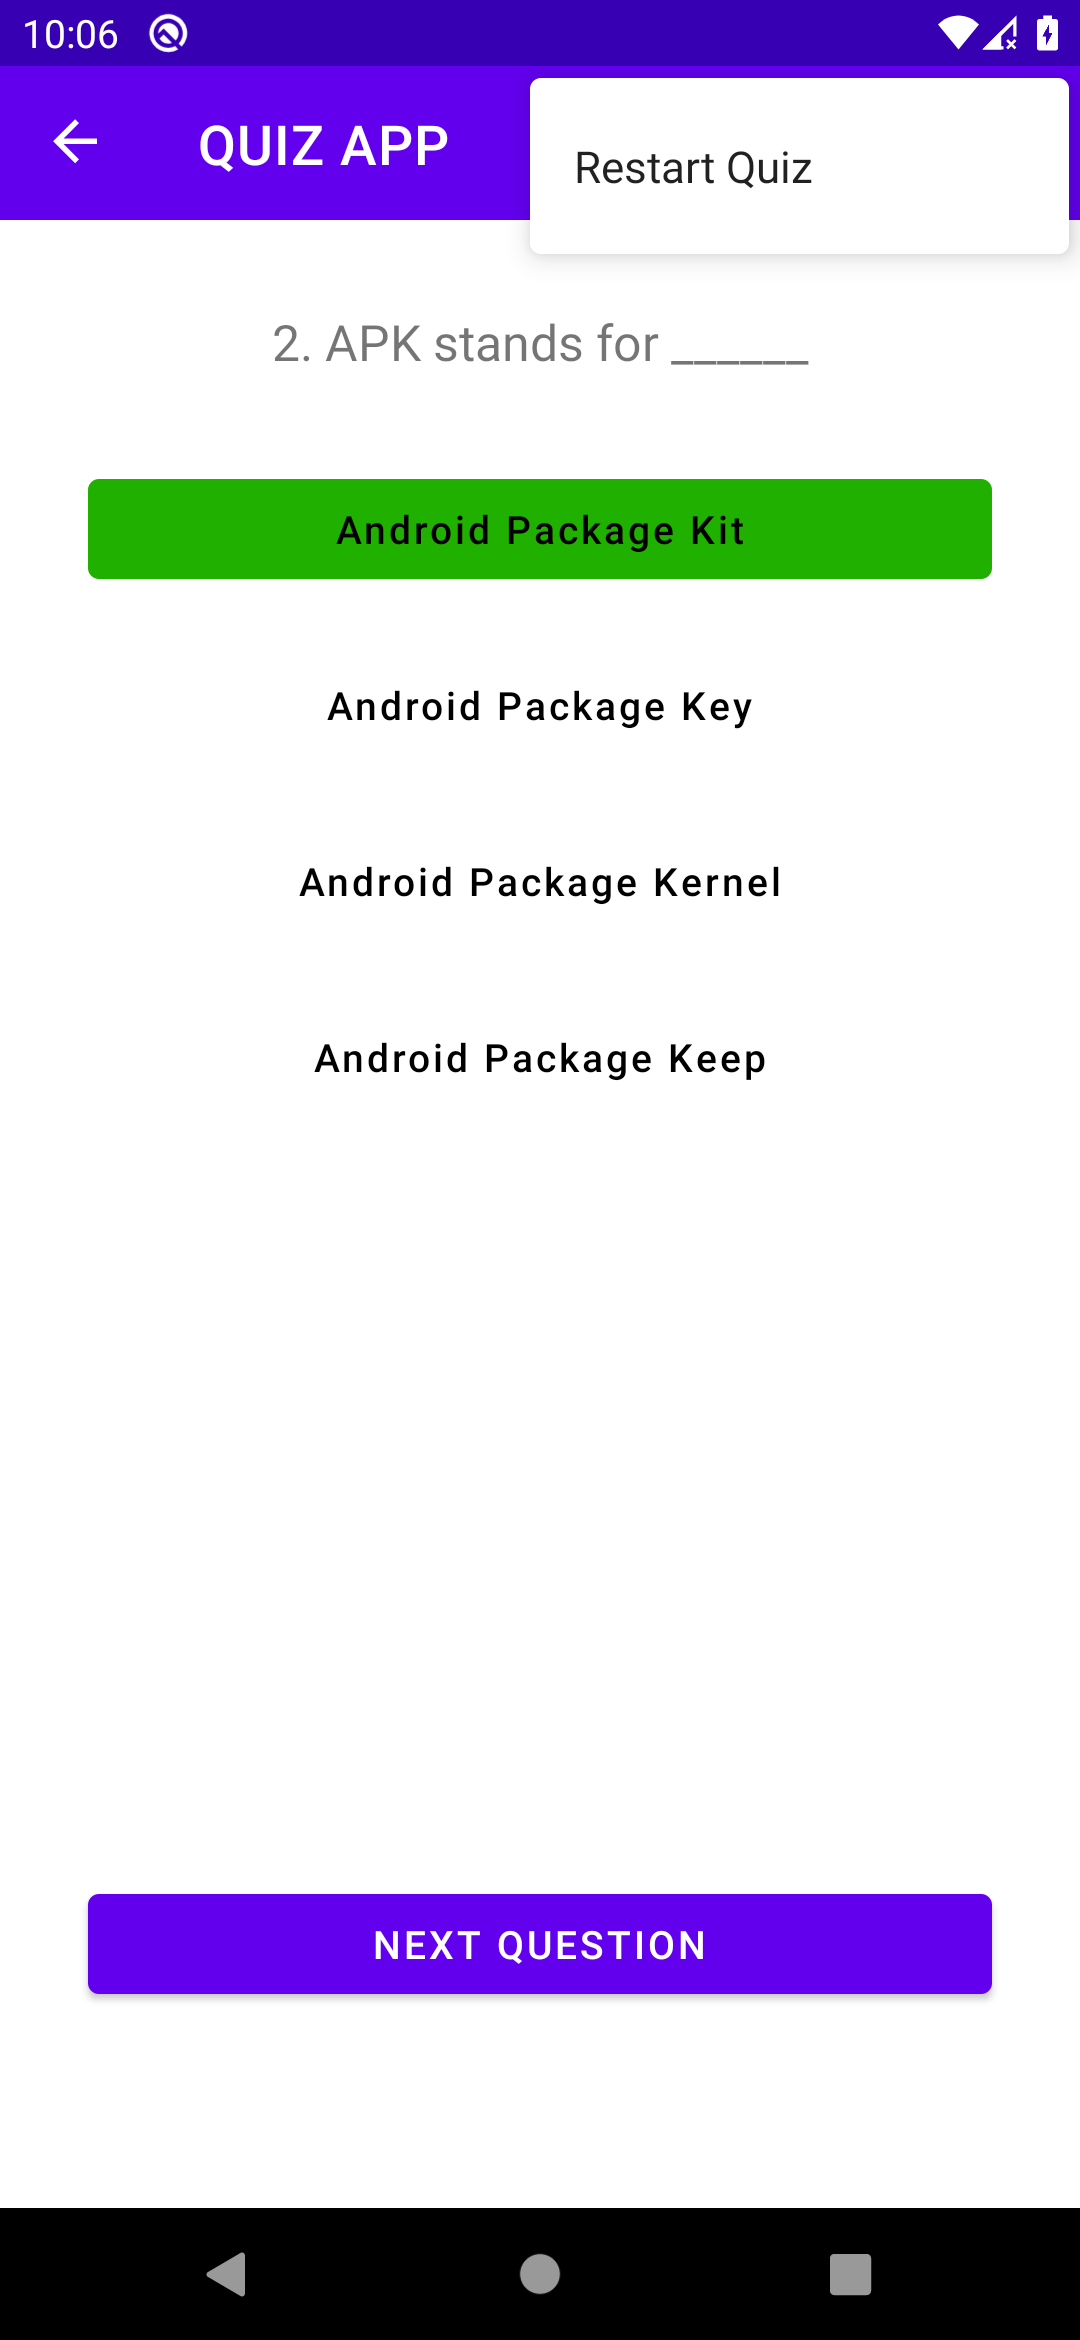 10:06
QUIZ APP
Restart Quiz
2. APK stands for ______
Android Package Kit
Android Package Key
Android Package Kernel
Android Package Keep
NEXT QUESTION